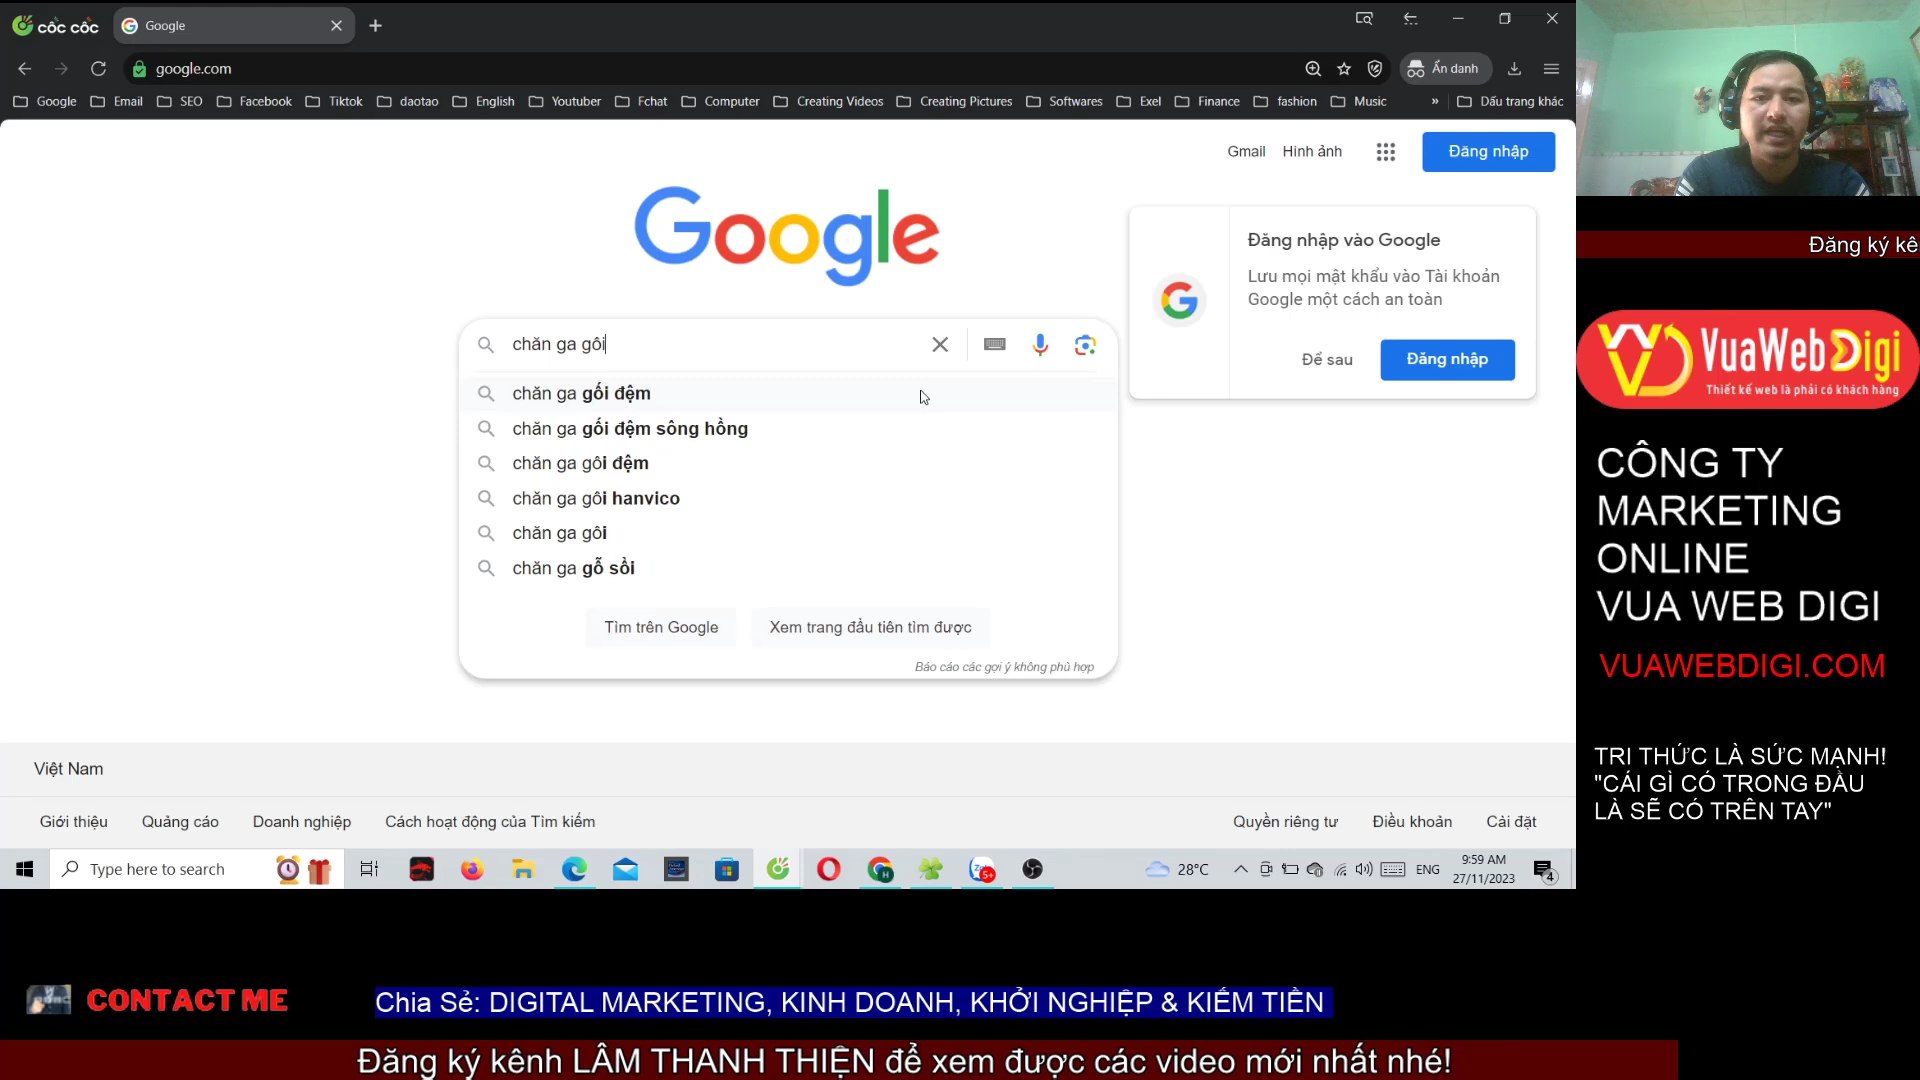 CỐC CỐC
Google
google.com
Ẩn danh
Google
Email
SEO
Facebook
Tiktok
daotao
English
Youtuber
Fchat
Computer
Creating Videos
Creating Pictures
Softwares
Exel
Finance
fashion
Music
»
Dấu trang khác
Gmail
Hình ảnh
Đăng nhập
Google
Đăng nhập vào Google
Lưu mọi mật khẩu vào Tài khoản
Google một cách an toàn
Để sau
Đăng nhập
chăn ga gôi
chăn ga gối đệm
chăn ga gối đệm sông hồng
chăn ga gôi đệm
chăn ga gôi hanvico
chăn ga gôi
chăn ga gỗ sồi
Tìm trên Google
Xem trang đầu tiên tìm được
Báo cáo các gợi ý không phù hợp
Việt Nam
Giới thiệu
Quảng cáo
Doanh nghiệp
Cách hoạt động của Tìm kiếm
Quyền riêng tư
Điều khoản
Cài đặt
Type here to search
5+
28°C
ENG
9:59 AM
27/11/2023
4
Đăng ký kê
VuaWebDigi
Thiết kế web là phải có khách hàng
CÔNG TY
MARKETING
ONLINE
VUA WEB DIGI
VUAWEBDIGI.COM
TRI THỨC LÀ SỨC MẠNH!
"CÁI GÌ CÓ TRONG ĐẦU
LÀ SẼ CÓ TRÊN TAY"
CONTACT ME
Chia Sẻ: DIGITAL MARKETING, KINH DOANH, KHỞI NGHIỆP & KIẾM TIỀN
Đăng ký kênh LÂM THANH THIỆN để xem được các video mới nhất nhé!